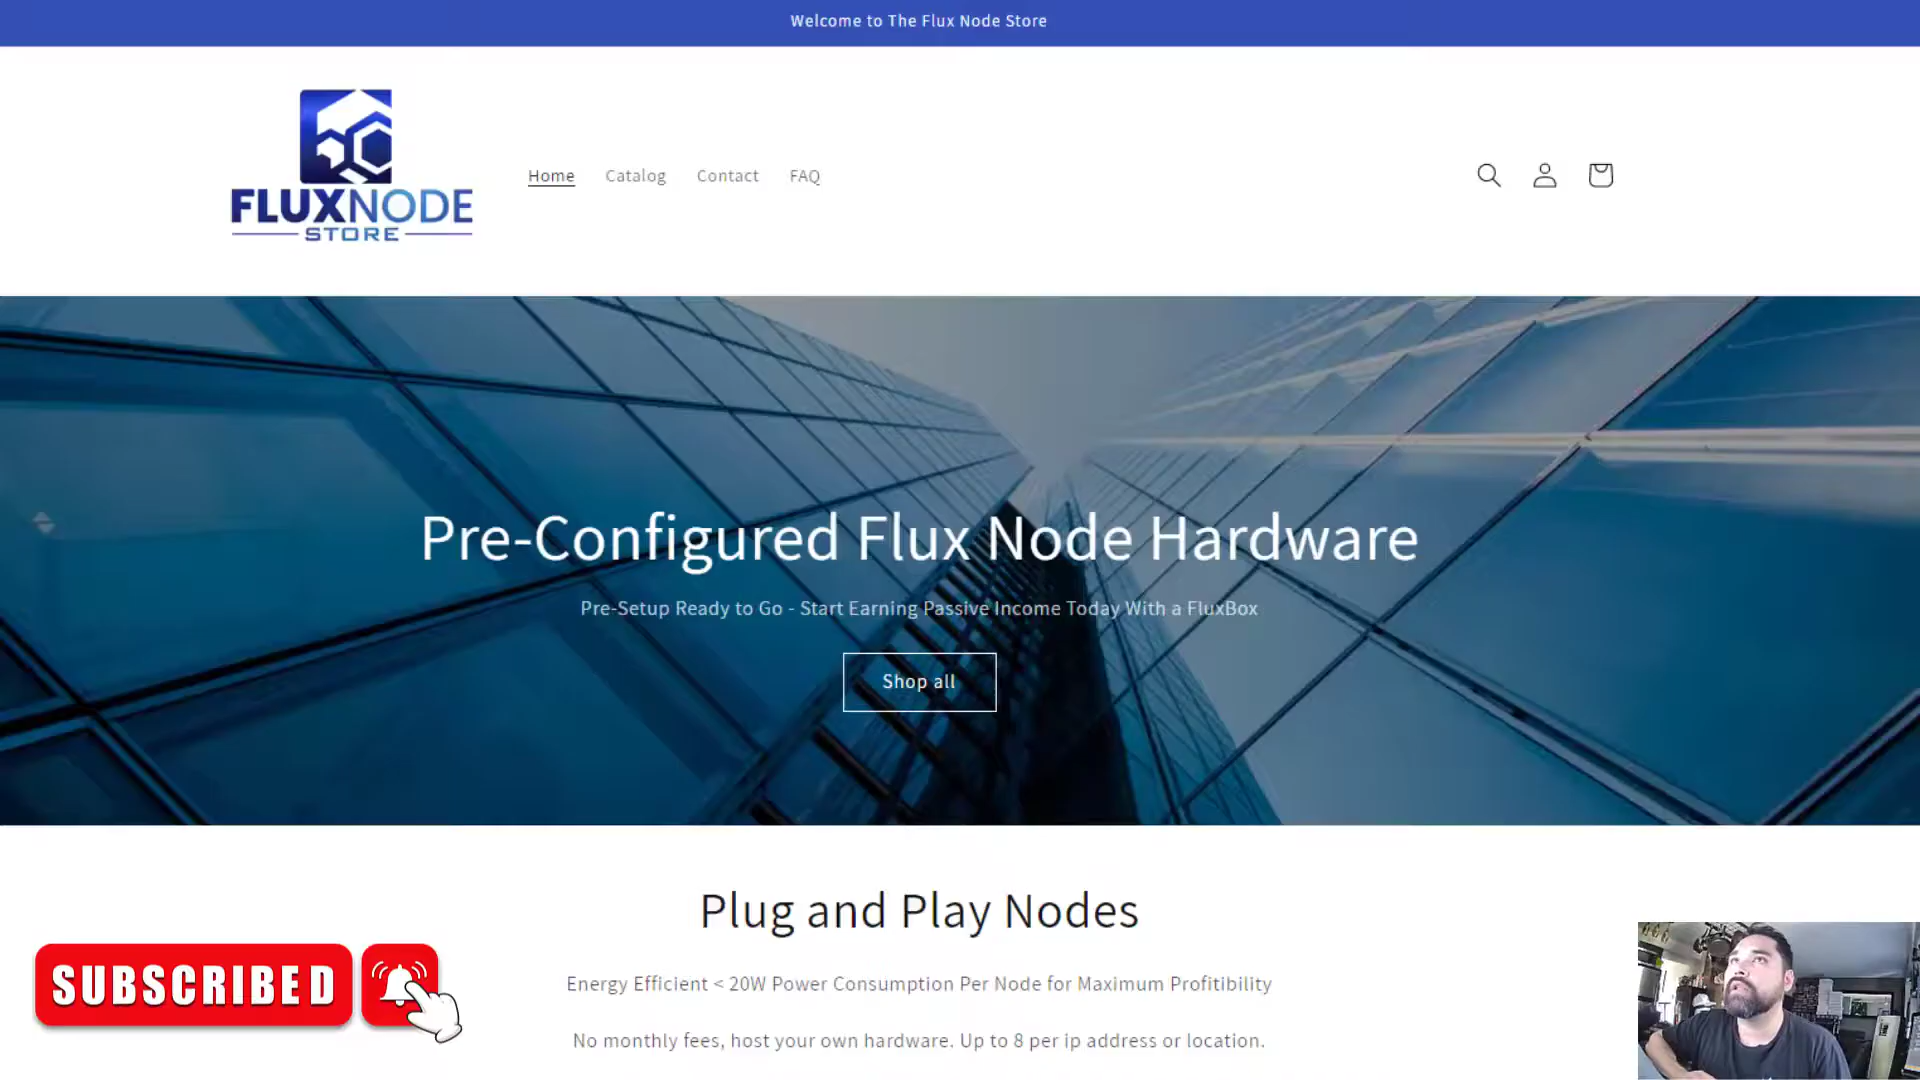 Welcome to The Flux Node Store
FLUXNODE
STORE
Home
Catalog
Contact
FAQ
Pre-Configured Flux Node Hardware
Pre-Setup Ready to Go - Start Earning Passive Income Today With a FluxBox
Shop all
Plug and Play Nodes
Energy Efficient < 20W Power Consumption Per Node for Maximum Profitibility
No monthly fees, host your own hardware. Up to 8 per ip address or location.
SUBSCRIBED